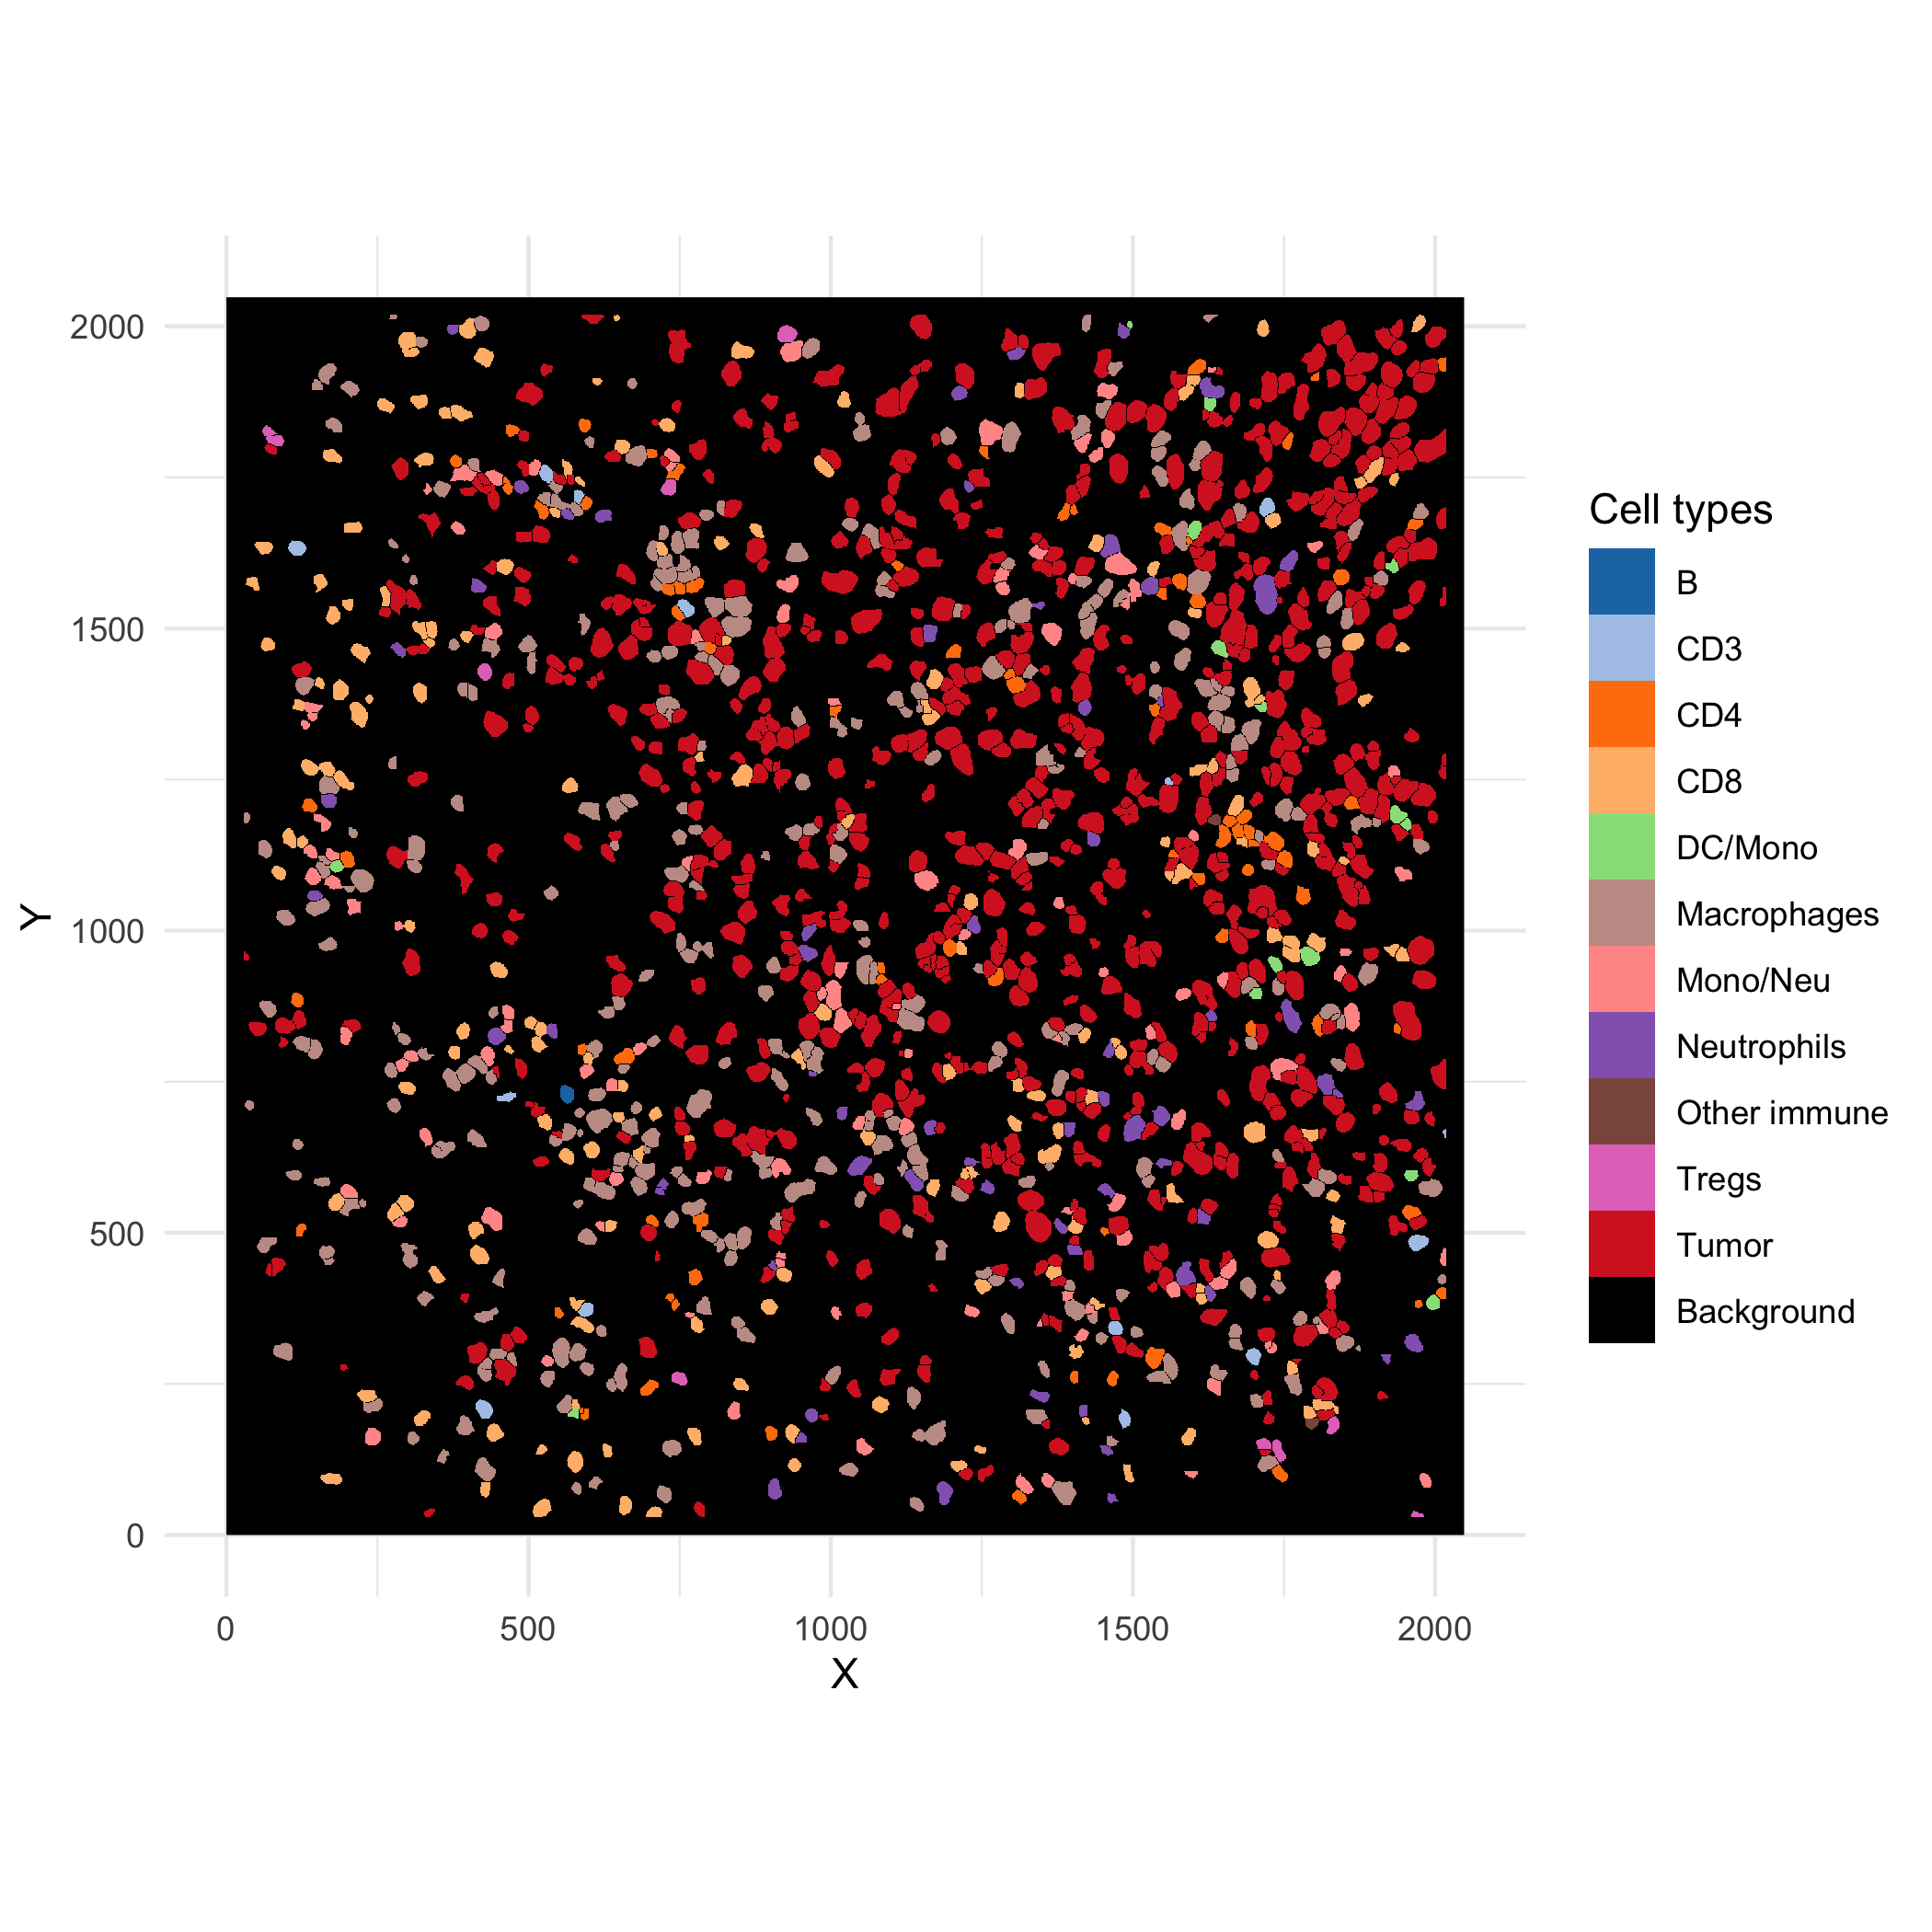 2000
1500
1000
500
0
Y
0 500 1000 1500 2000
X
Cell types
B
CD3
CD4
CD8
DC/Mono
Macrophages
Mono/Neu
Neutrophils
Other immune
Tregs
Tumor
Background